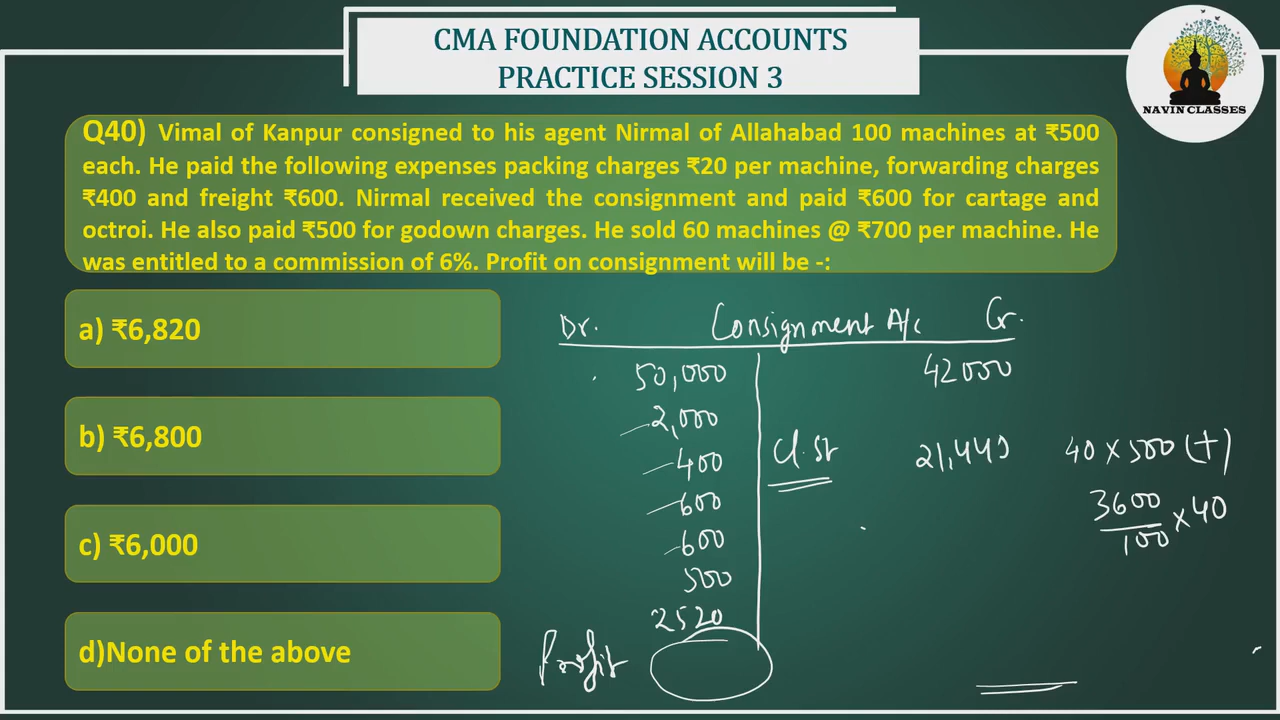 CMA FOUNDATION ACCOUNTS
PRACTICE SESSION 3
NAVIN CLASSES
Q40) Vimal of Kanpur consigned to his agent Nirmal of Allahabad 100 machines at ₹500
each. He paid the following expenses packing charges ₹20 per machine, forwarding charges
₹400 and freight ₹600. Nirmal received the consignment and paid ₹600 for cartage and
octroi. He also paid ₹500 for godown charges. He sold 60 machines @ ₹700 per machine. He
was entitled to a commission of 6%. Profit on consignment will be -:
a) ₹6,820
b) ₹6,800
c) ₹6,000
d)None of the above
Dr. Consignment A/c Cr.
50,000 42000
2,000
400 Cl. St 21,440 40 x 500 (+)
600 3600/100 x 40
600
500
2520
Profit